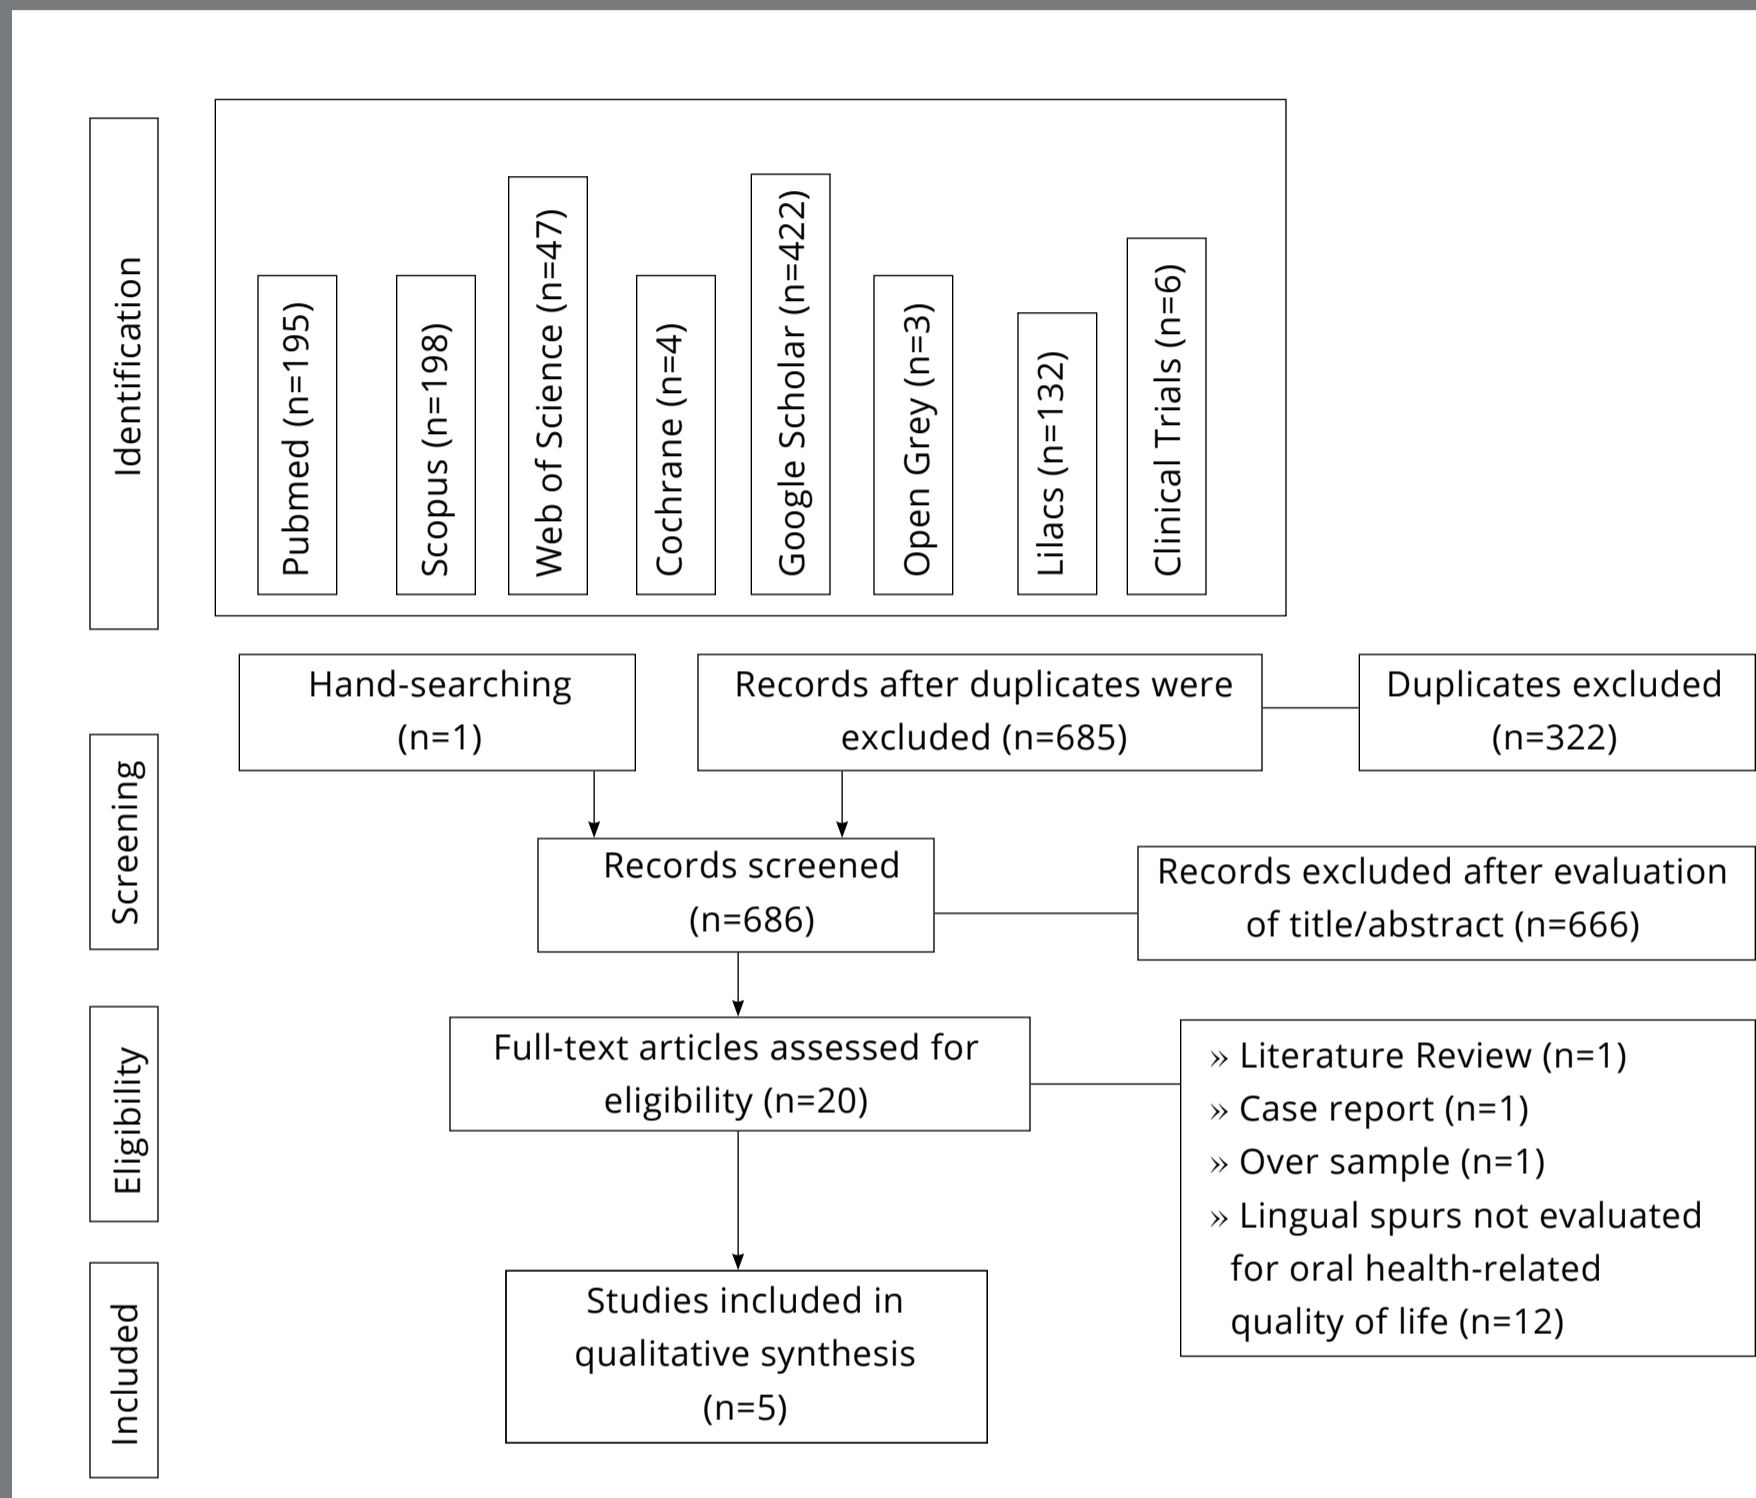 Identification
Pubmed (n=195)
Scopus (n=198)
Web of Science (n=47)
Cochrane (n=4)
Google Scholar (n=422)
Open Grey (n=3)
Lilacs (n=132)
Clinical Trials (n=6)
Screening
Hand-searching
(n=1)
Records after duplicates were
excluded (n=685)
Duplicates excluded
(n=322)
Records screened
(n=686)
Records excluded after evaluation
of title/abstract (n=666)
Eligibility
Full-text articles assessed for
eligibility (n=20)
» Literature Review (n=1)
» Case report (n=1)
» Over sample (n=1)
» Lingual spurs not evaluated
for oral health-related
quality of life (n=12)
Included
Studies included in
qualitative synthesis
(n=5)